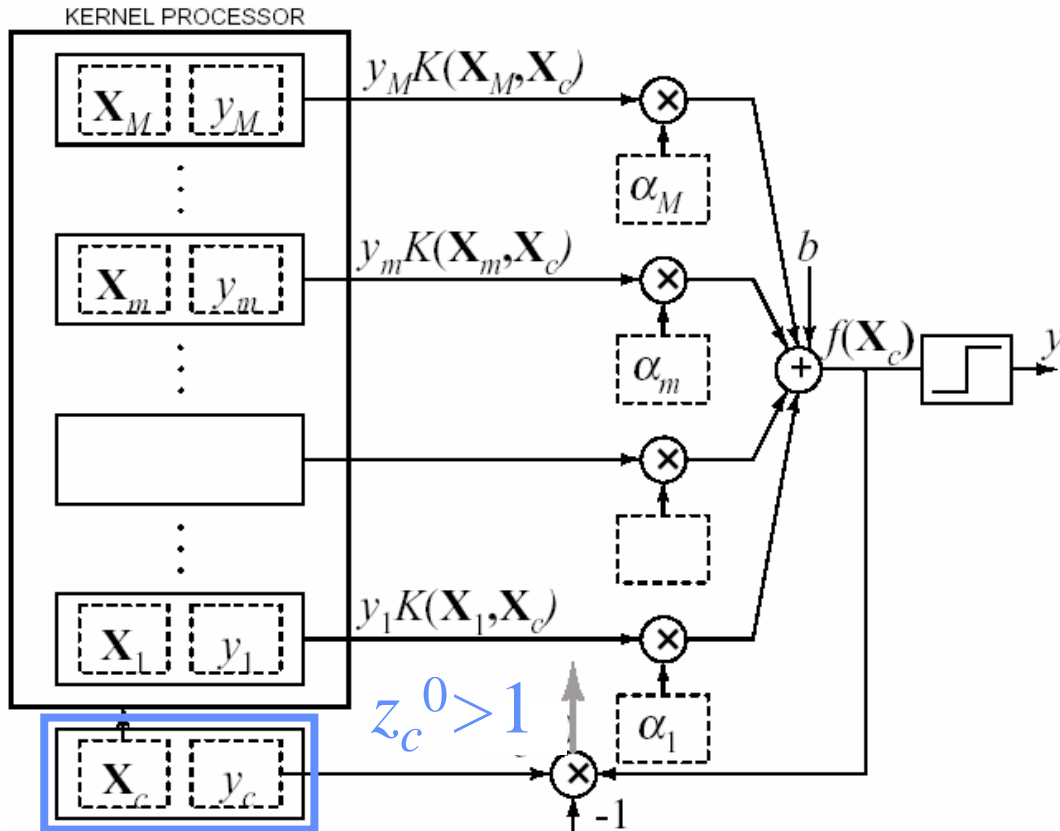 KERNEL PROCESSOR
X_M y_M y_M K(X_M,X_c) ×
α_M
X_m y_m y_m K(X_m,X_c) × b
α_m + f(X_c) y
×
X_1 y_1 y_1 K(X_1,X_c) ×
z_c^0>1 α_1
X_c y_c ×
-1